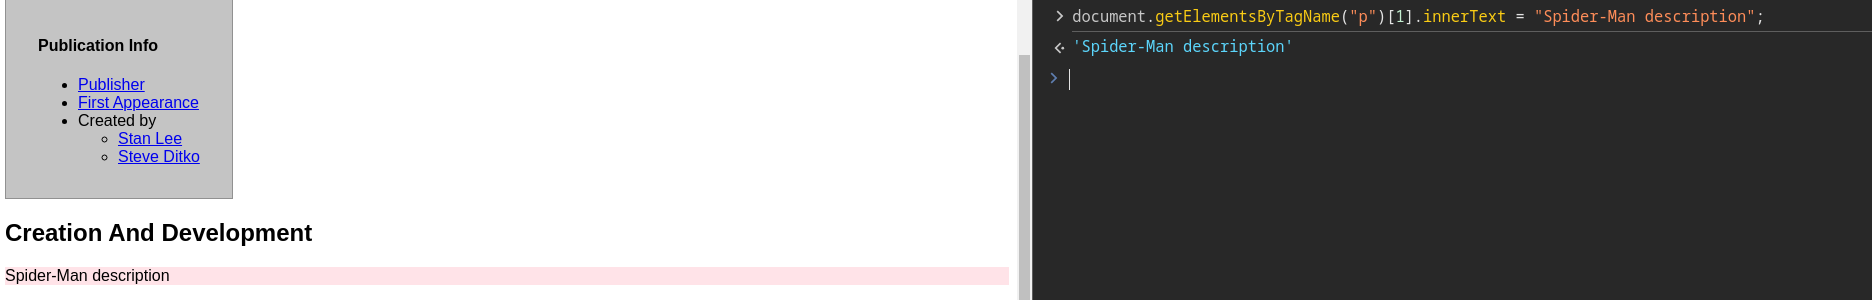 Publication Info
Publisher
First Appearance
Created by
Stan Lee
Steve Ditko
Creation And Development
Spider-Man description
document.getElementsByTagName("p")[1].innerText = "Spider-Man description";
'Spider-Man description'